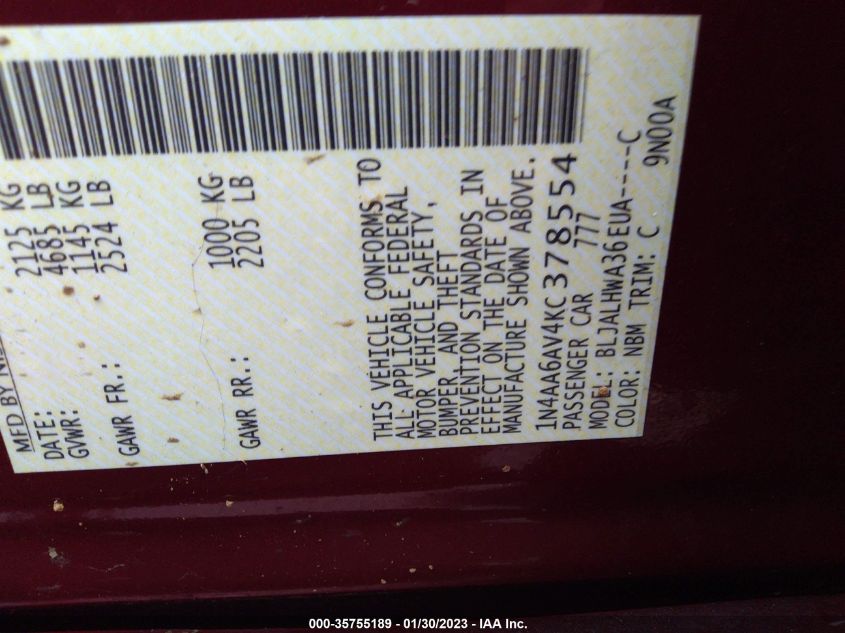 MFD BY NIS
DATE:
GVWR: 2125 KG
4685 LB
GAWR FR.: 1145 KG
2524 LB
GAWR RR.: 1000 KG
2205 LB
THIS VEHICLE CONFORMS TO
ALL APPLICABLE FEDERAL
MOTOR VEHICLE SAFETY,
BUMPER, AND THEFT
PREVENTION STANDARDS IN
EFFECT ON THE DATE OF
MANUFACTURE SHOWN ABOVE.
1N4AA6AV4KC378554
PASSENGER CAR 777
MODEL: BLJALHWA36EUA-----C
COLOR: NBM TRIM: C 9N00A
000-35755189 - 01/30/2023 - IAA Inc.